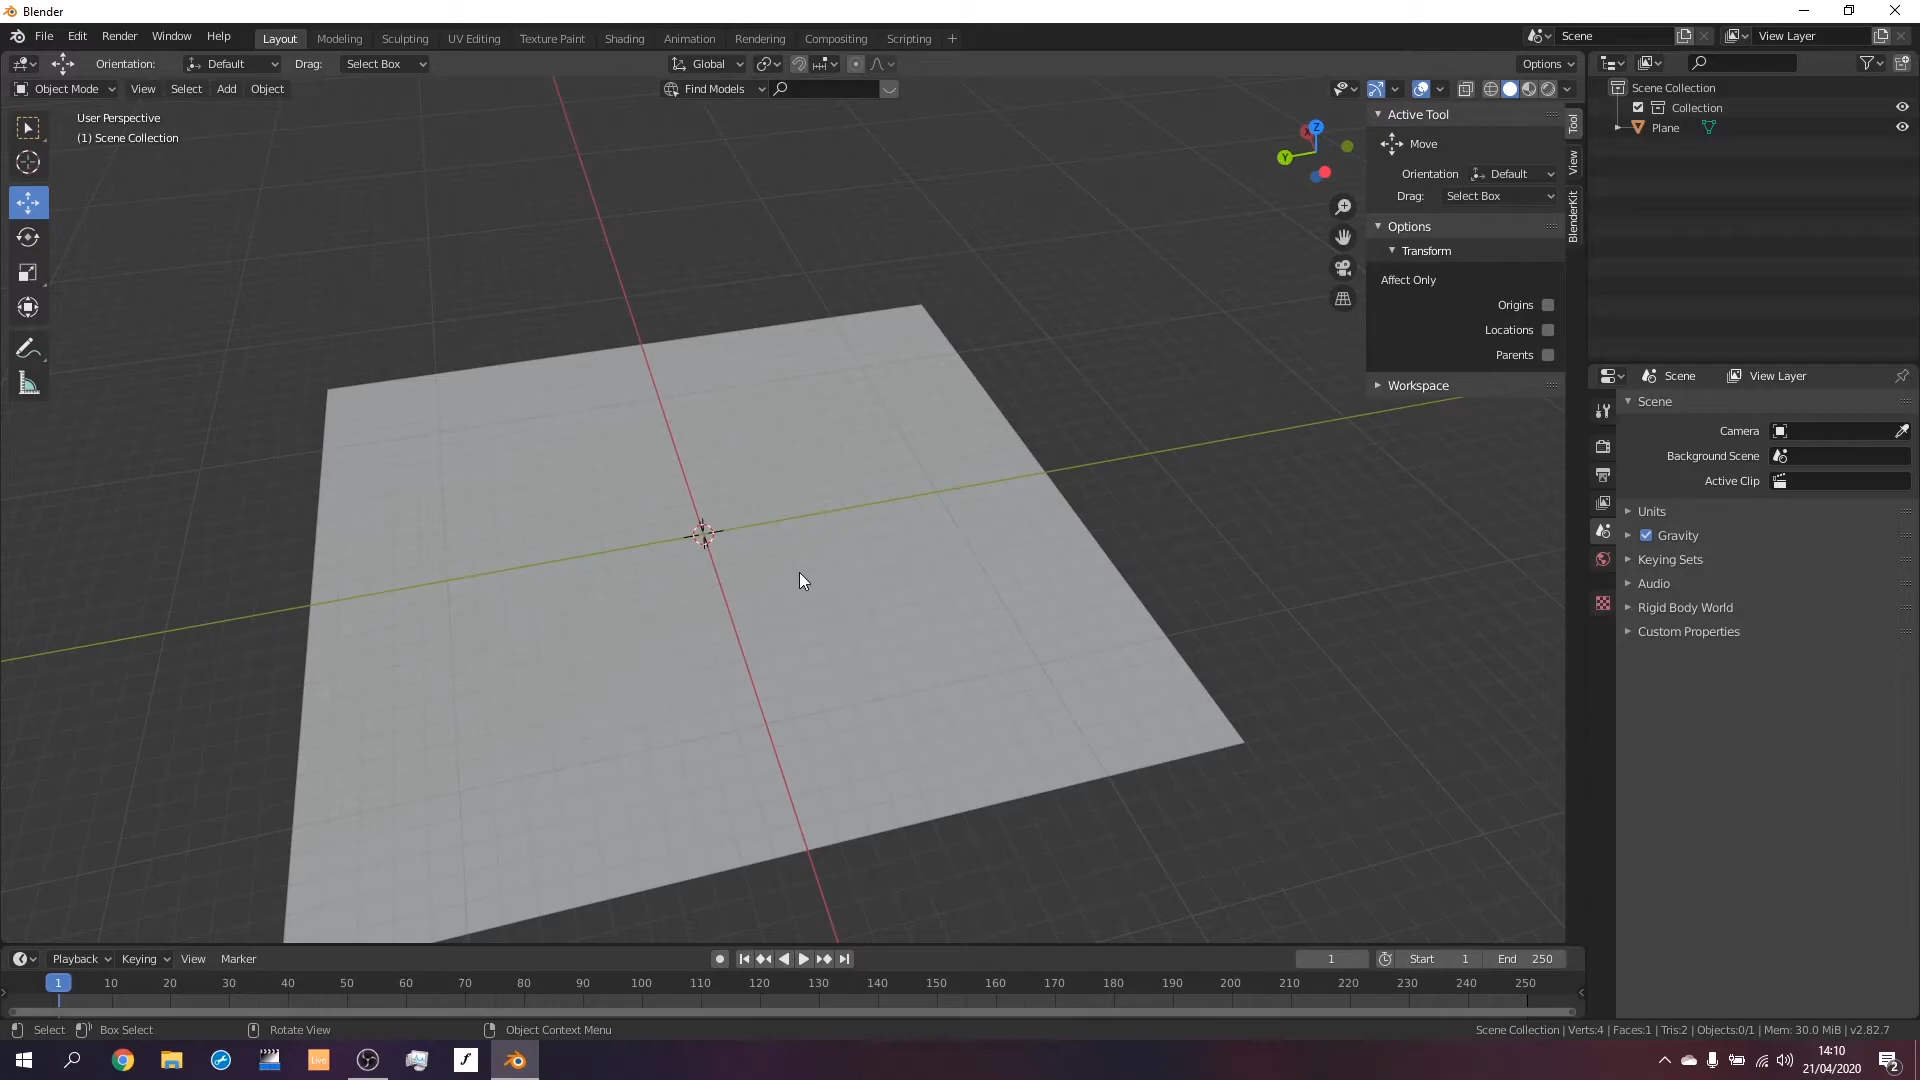 Blender
File Edit Render Window Help Layout Modeling Sculpting UV Editing Texture Paint Shading Animation Rendering Compositing Scripting + Scene View Layer
Orientation: Default Drag: Select Box Global Options
Object Mode View Select Add Object Find Models
User Perspective
(1) Scene Collection
Z
X
Y
Active Tool
Move
Orientation Default
Drag: Select Box
Options
Transform
Affect Only
Origins
Locations
Parents
Workspace
Tool
View
BlenderKit
Scene Collection
Collection
Plane
Scene View Layer
Scene
Camera
Background Scene
Active Clip
Units
Gravity
Keying Sets
Audio
Rigid Body World
Custom Properties
Playback Keying View Marker 1 Start 1 End 250
1 10 20 30 40 50 60 70 80 90 100 110 120 130 140 150 160 170 180 190 200 210 220 230 240 250
Select Box Select Rotate View Object Context Menu Scene Collection | Verts:4 | Faces:1 | Tris:2 | Objects:0/1 | Mem: 30.0 MiB | v2.82.7
Live f 14:10
21/04/2020
2